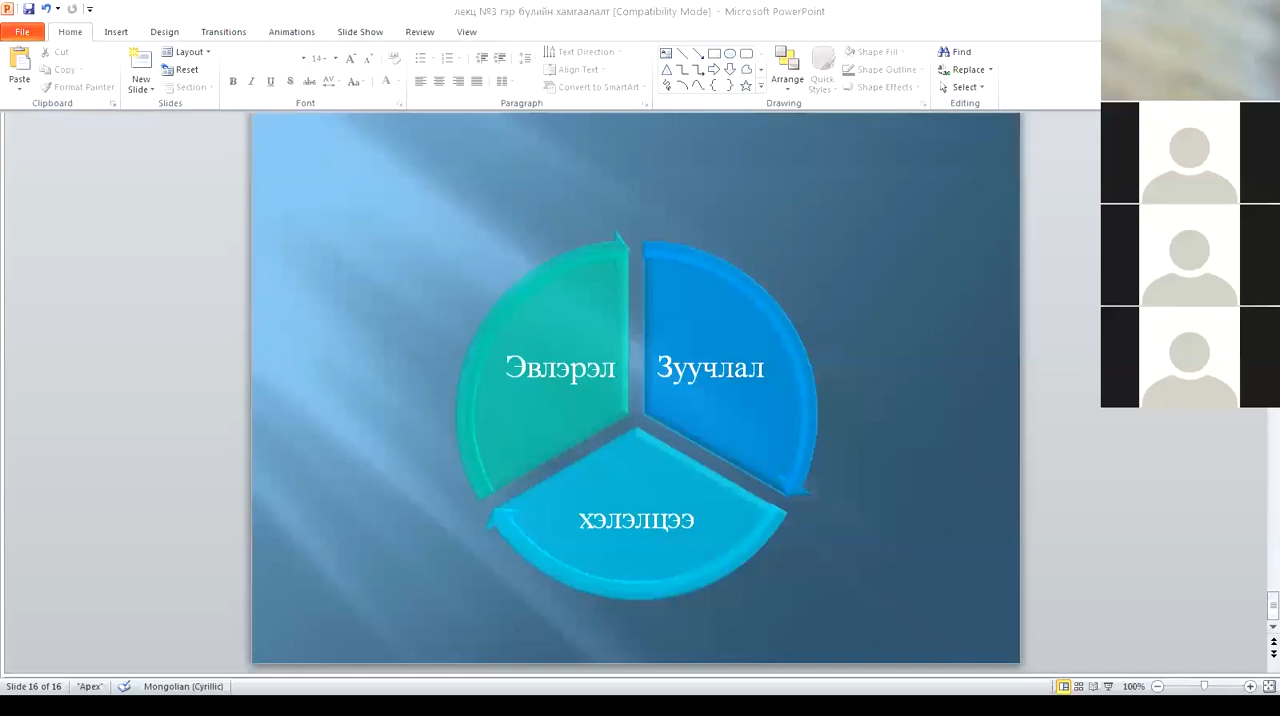 лекц №3 гэр бүлийн хамгаалалт [Compatibility Mode] - Microsoft PowerPoint
File Home Insert Design Transitions Animations Slide Show Review View
Cut
Copy
Format Painter
Paste
Clipboard
New
Slide
Layout
Reset
Section
Slides
14
Font
Text Direction
Align Text
Convert to SmartArt
Paragraph
Arrange
Quick
Styles
Shape Fill
Shape Outline
Shape Effects
Drawing
Find
Replace
Select
Editing
Эвлэрэл
Зуучлал
хэлэлцээ
Slide 16 of 16 "Apex" Mongolian (Cyrillic) 100%